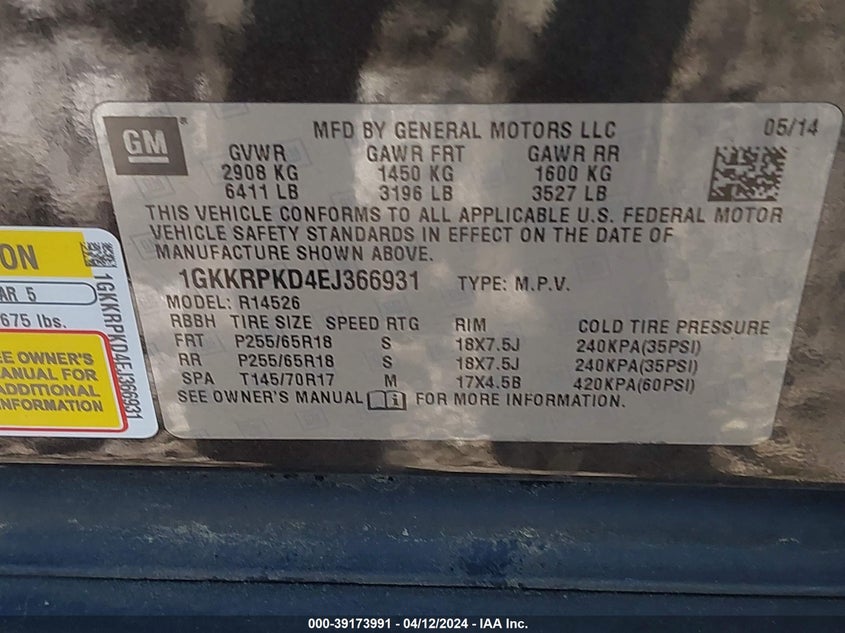 GM®
MFD BY GENERAL MOTORS LLC 05/14
GVWR GAWR FRT GAWR RR
2908 KG 1450 KG 1600 KG
6411 LB 3196 LB 3527 LB
THIS VEHICLE CONFORMS TO ALL APPLICABLE U.S. FEDERAL MOTOR
VEHICLE SAFETY STANDARDS IN EFFECT ON THE DATE OF
MANUFACTURE SHOWN ABOVE.
1GKKRPKD4EJ366931 TYPE: M.P.V.
MODEL: R14526
RBBH TIRE SIZE SPEED RTG RIM COLD TIRE PRESSURE
FRT P255/65R18 S 18X7.5J 240KPA(35PSI)
RR P255/65R18 S 18X7.5J 240KPA(35PSI)
SPA T145/70R17 M 17X4.5B 420KPA(60PSI)
SEE OWNER'S MANUAL FOR MORE INFORMATION.
ON
AR 5
675 lbs.
EE OWNER'S
MANUAL FOR
ADDITIONAL
NFORMATION
1GKKRPKD4EJ366931
000-39173991 - 04/12/2024 - IAA Inc.